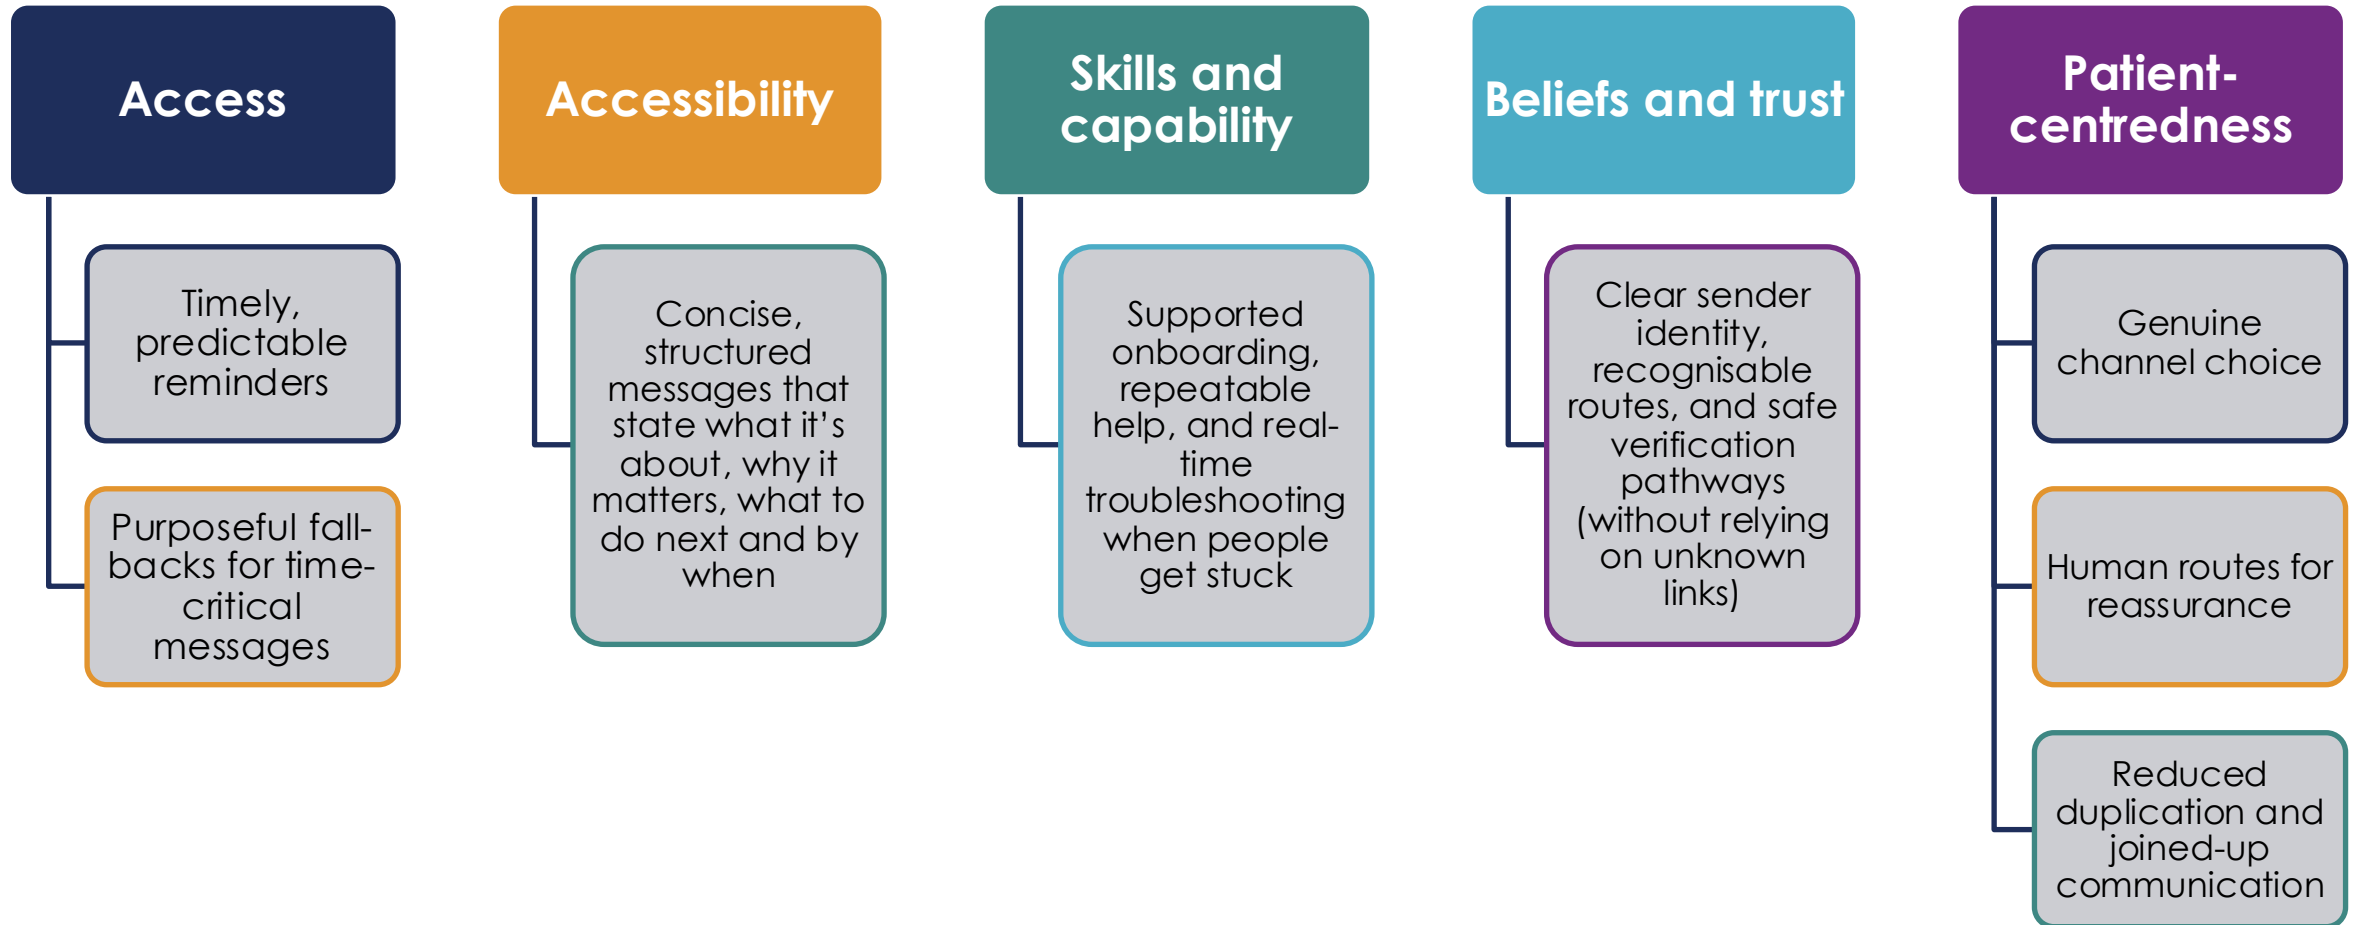 Access
Timely,
predictable
reminders
Purposeful fall-
backs for time-
critical
messages
Accessibility
Concise,
structured
messages that
state what it’s
about, why it
matters, what to
do next and by
when
Skills and
capability
Supported
onboarding,
repeatable
help, and real-
time
troubleshooting
when people
get stuck
Beliefs and trust
Clear sender
identity,
recognisable
routes, and safe
verification
pathways
(without relying
on unknown
links)
Patient-
centredness
Genuine
channel choice
Human routes for
reassurance
Reduced
duplication and
joined-up
communication